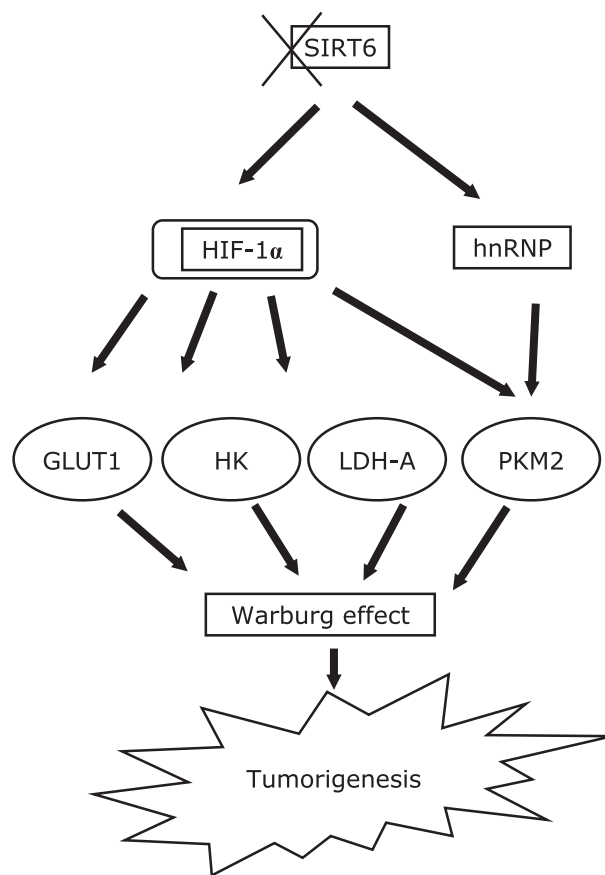 SIRT6
HIF-1α
hnRNP
GLUT1
HK
LDH-A
PKM2
Warburg effect
Tumorigenesis